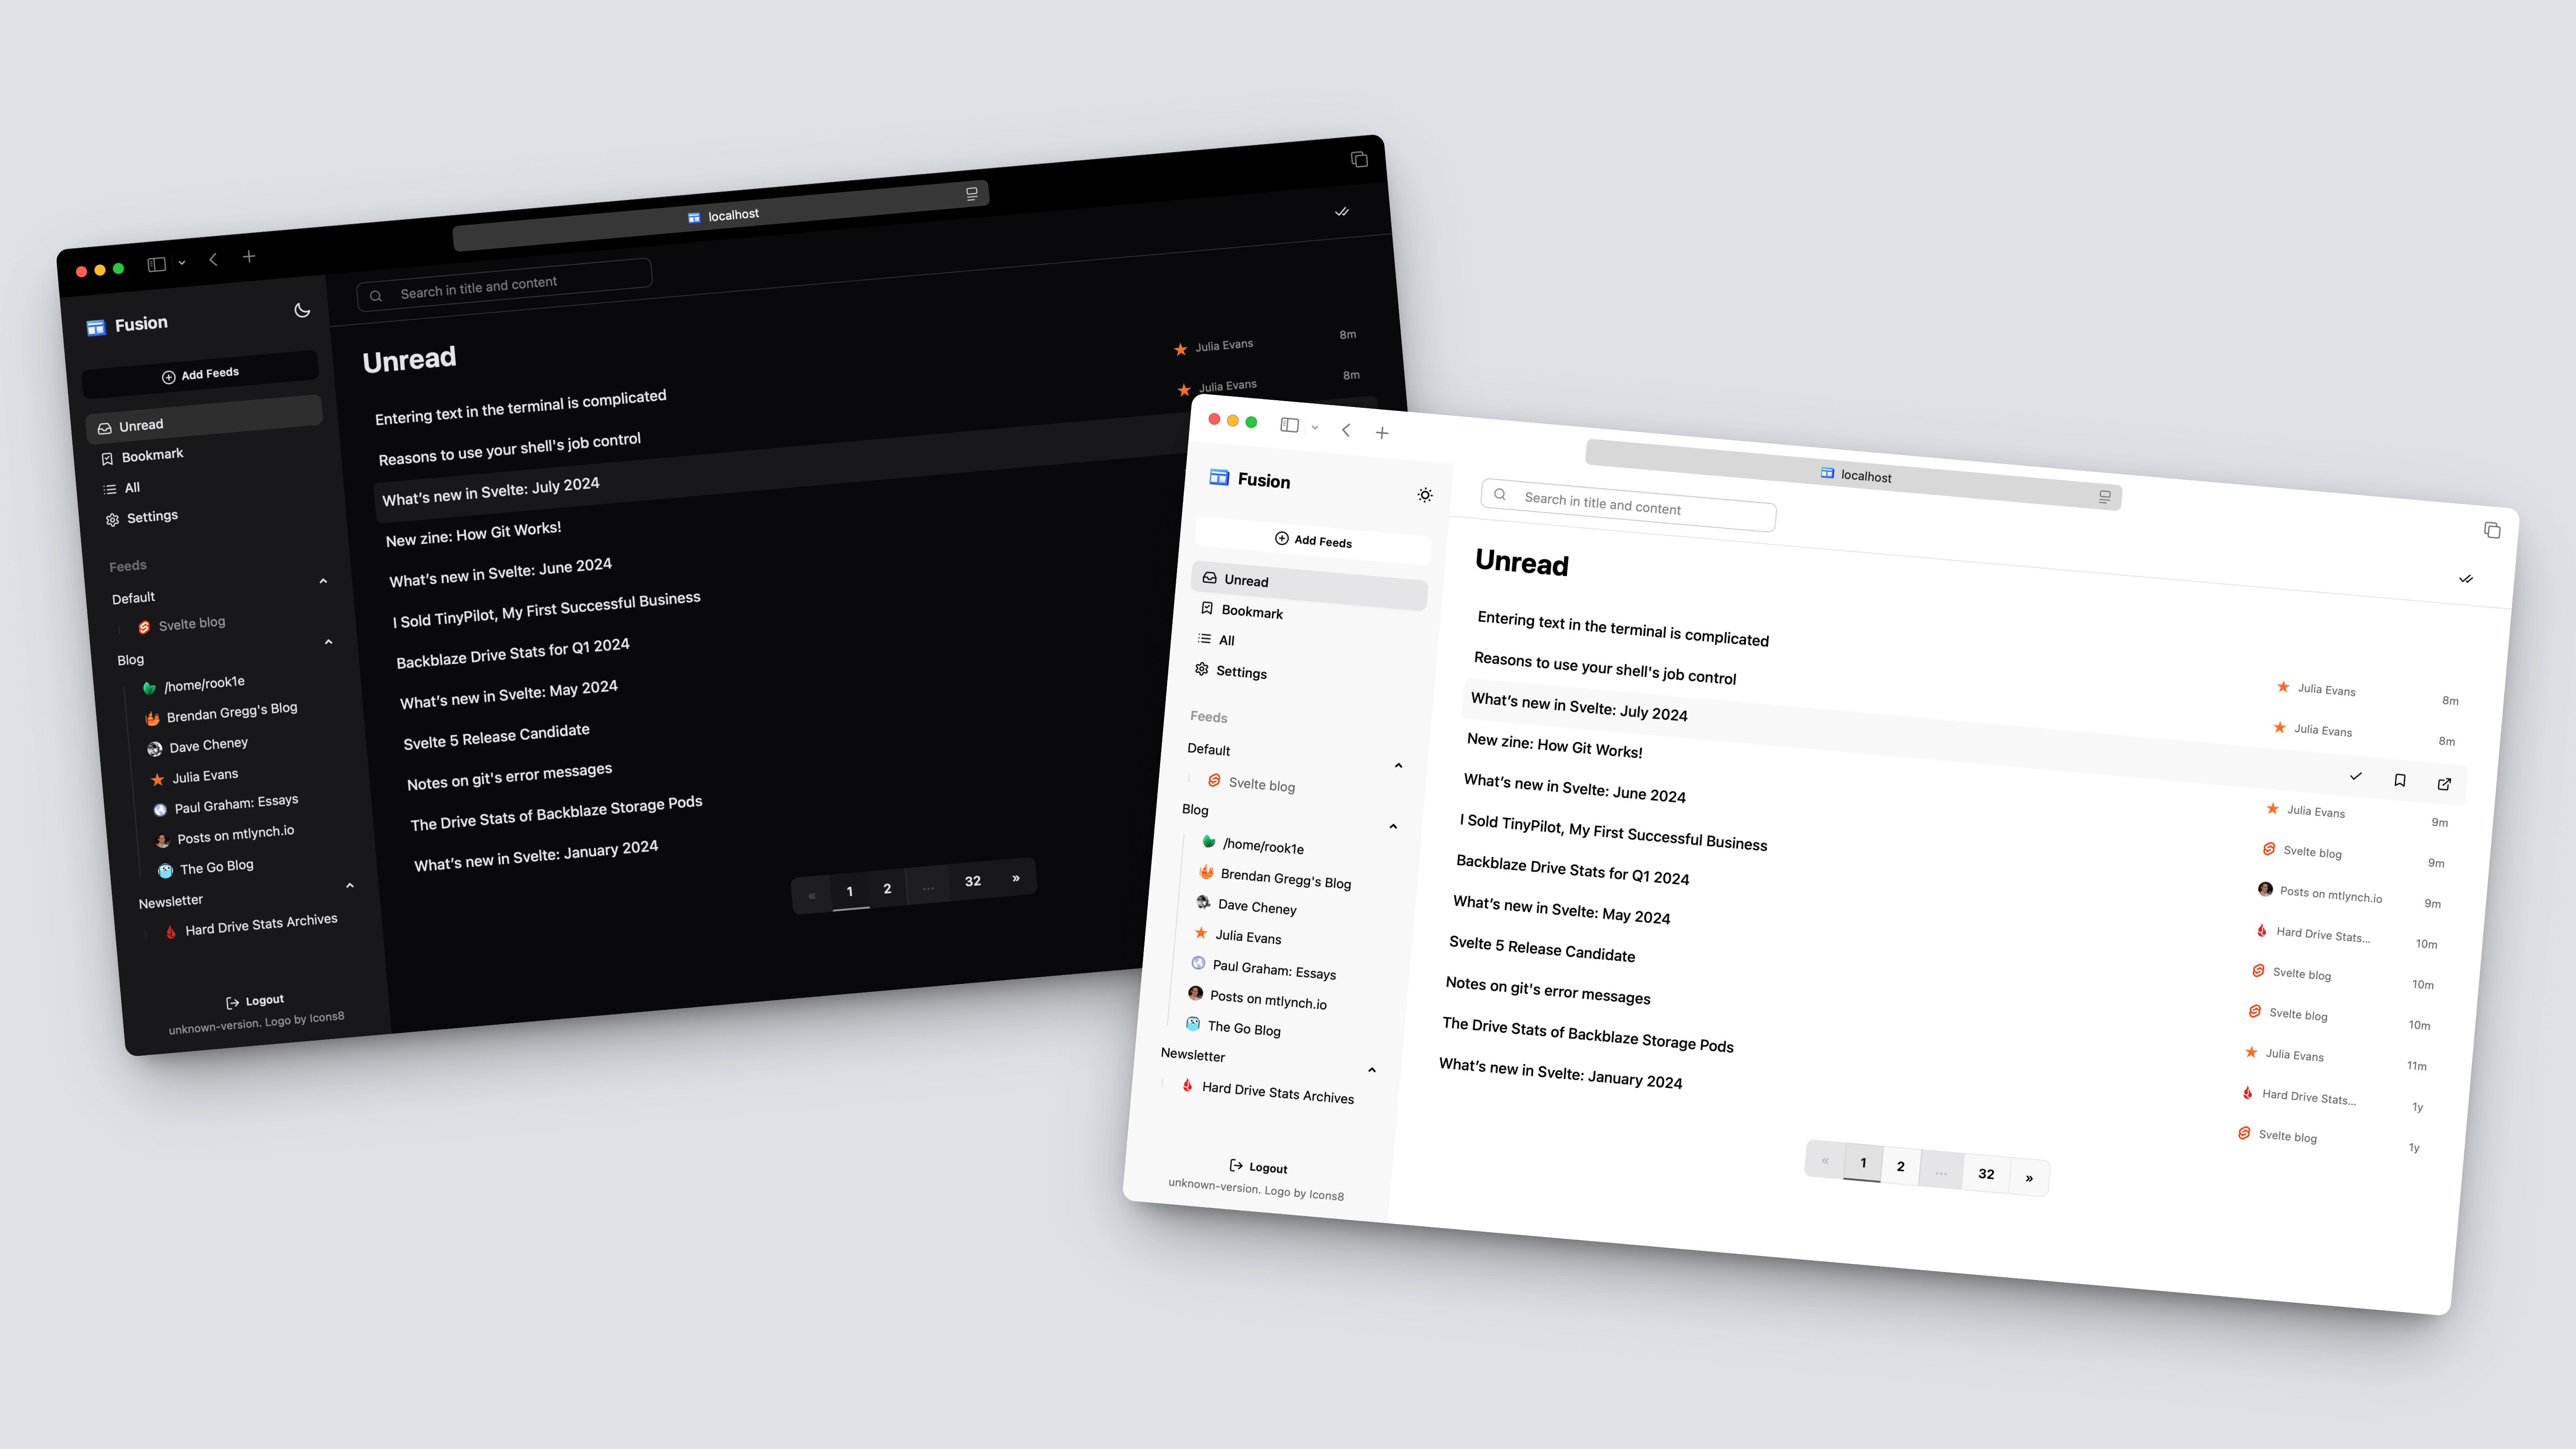 localhost
Search in title and content
Fusion
Add Feeds
Unread
Bookmark
All
Settings
Feeds
Default
Svelte blog
Blog
/home/rook1e
Brendan Gregg's Blog
Dave Cheney
Julia Evans
Paul Graham: Essays
Posts on mtlynch.io
The Go Blog
Newsletter
Hard Drive Stats Archives
Logout
unknown-version. Logo by Icons8
Unread
Entering text in the terminal is complicated Julia Evans 8m
Reasons to use your shell's job control Julia Evans 8m
What's new in Svelte: July 2024
New zine: How Git Works!
What's new in Svelte: June 2024
I Sold TinyPilot, My First Successful Business
Backblaze Drive Stats for Q1 2024
What's new in Svelte: May 2024
Svelte 5 Release Candidate
Notes on git's error messages
The Drive Stats of Backblaze Storage Pods
What's new in Svelte: January 2024
« 1 2 ... 32 »
localhost
Search in title and content
Fusion
Add Feeds
Unread
Bookmark
All
Settings
Feeds
Default
Svelte blog
Blog
/home/rook1e
Brendan Gregg's Blog
Dave Cheney
Julia Evans
Paul Graham: Essays
Posts on mtlynch.io
The Go Blog
Newsletter
Hard Drive Stats Archives
Logout
unknown-version. Logo by Icons8
Unread
Entering text in the terminal is complicated Julia Evans 8m
Reasons to use your shell's job control Julia Evans 8m
What's new in Svelte: July 2024
New zine: How Git Works! Julia Evans 9m
What's new in Svelte: June 2024 Svelte blog 9m
I Sold TinyPilot, My First Successful Business Posts on mtlynch.io 9m
Backblaze Drive Stats for Q1 2024 Hard Drive Stats... 10m
What's new in Svelte: May 2024 Svelte blog 10m
Svelte 5 Release Candidate Svelte blog 10m
Notes on git's error messages Julia Evans 11m
The Drive Stats of Backblaze Storage Pods Hard Drive Stats... 1y
What's new in Svelte: January 2024 Svelte blog 1y
« 1 2 ... 32 »